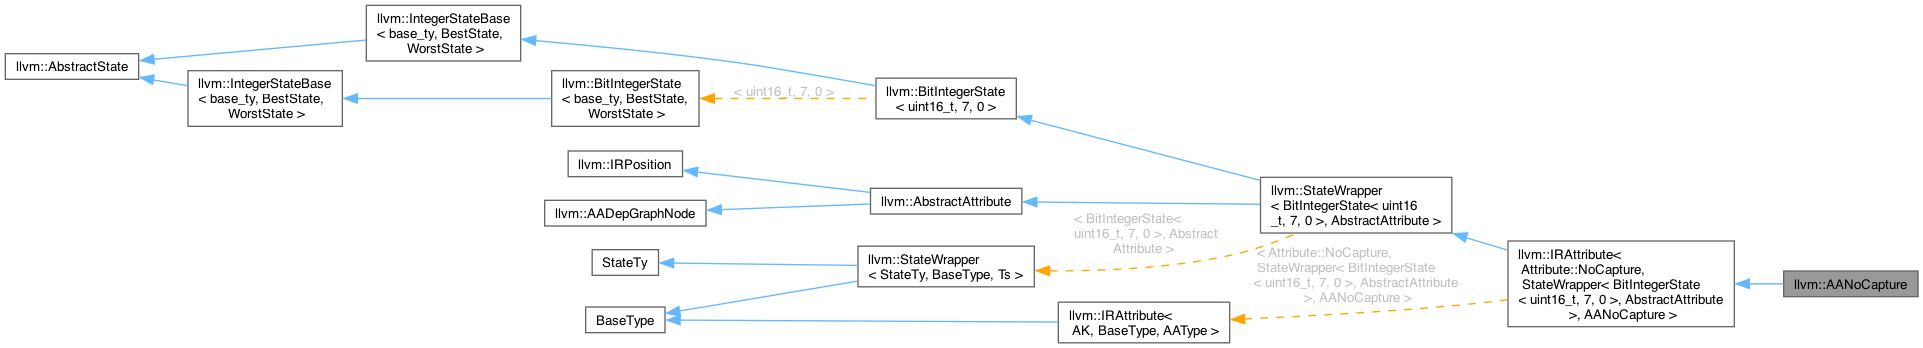 llvm::AbstractState
llvm::IntegerStateBase
< base_ty, BestState,
WorstState >
llvm::IntegerStateBase
< base_ty, BestState,
WorstState >
llvm::BitIntegerState
< base_ty, BestState,
WorstState >
< uint16_t, 7, 0 >
llvm::BitIntegerState
< uint16_t, 7, 0 >
llvm::IRPosition
llvm::AADepGraphNode
llvm::AbstractAttribute
StateTy
BaseType
llvm::StateWrapper
< StateTy, BaseType, Ts >
< BitIntegerState<
uint16_t, 7, 0 >, Abstract
Attribute >
llvm::IRAttribute<
AK, BaseType, AAType >
llvm::StateWrapper
< BitIntegerState< uint16
_t, 7, 0 >, AbstractAttribute >
< Attribute::NoCapture,
StateWrapper< BitIntegerState
< uint16_t, 7, 0 >, AbstractAttribute
>, AANoCapture >
llvm::IRAttribute<
Attribute::NoCapture,
StateWrapper< BitIntegerState
< uint16_t, 7, 0 >, AbstractAttribute
>, AANoCapture >
llvm::AANoCapture